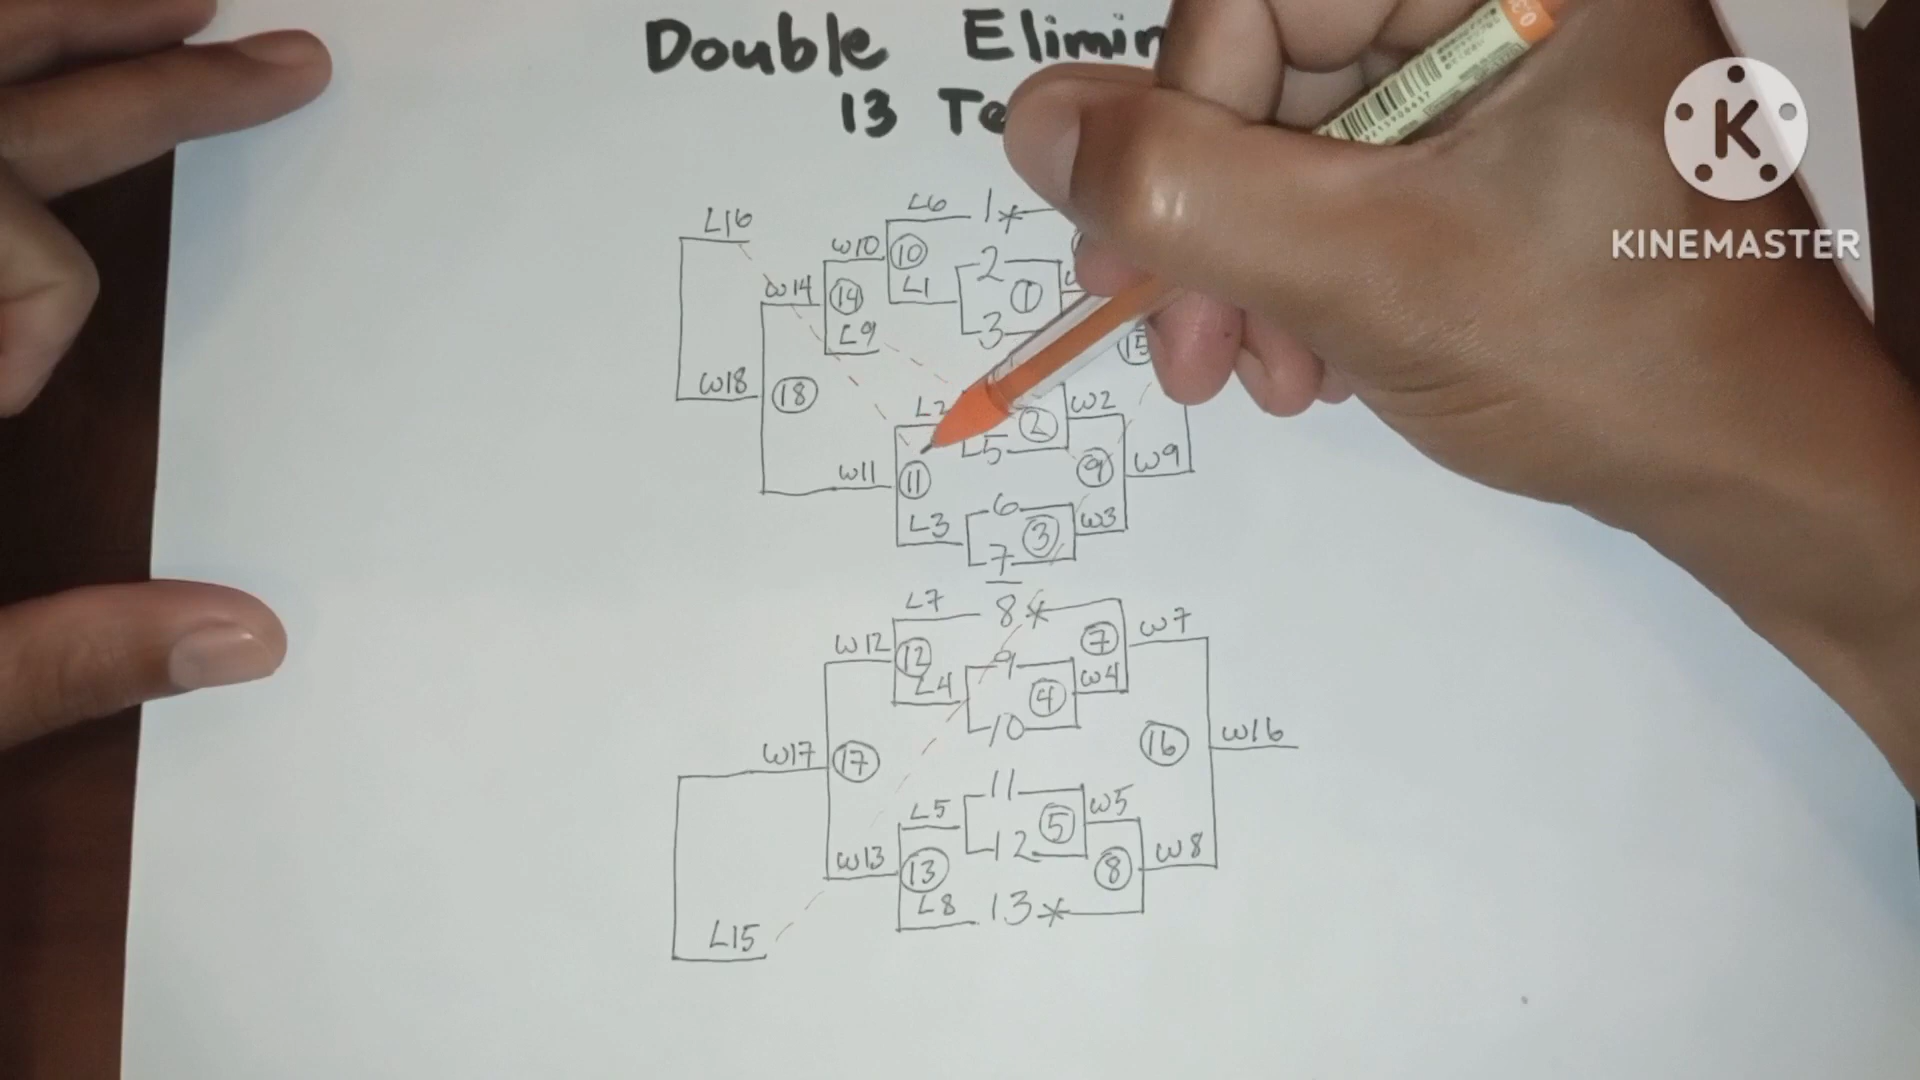 Double Elimin
13 Te
K
KINEMASTER
L16
L6 1*
W10 10
2
W14 14 L1 1
L9 3
15
W18 18
L2 2 W2
5
W11 11 9 W9
6
L3 3 W3
7
L7 8* 7 W7
W12 12 9
L4 4 W4
10
16 W16
W17 17
11
L5 5 W5
12
W13 13 8 W8
L8 13*
L15